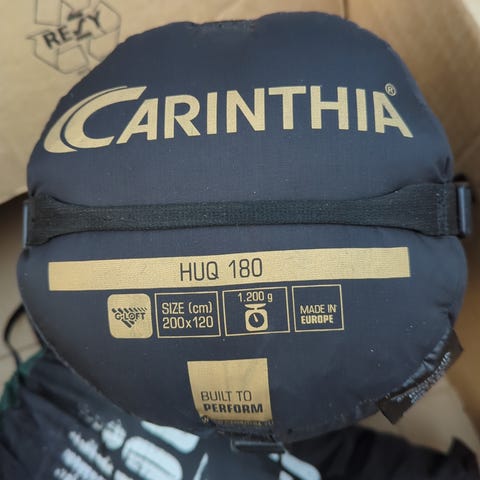 REZY
CARINTHIA®
HUQ 180
G-LOFT
SIZE (cm)
200x120
1.200 g
MADE IN
EUROPE
BUILT TO
PERFORM